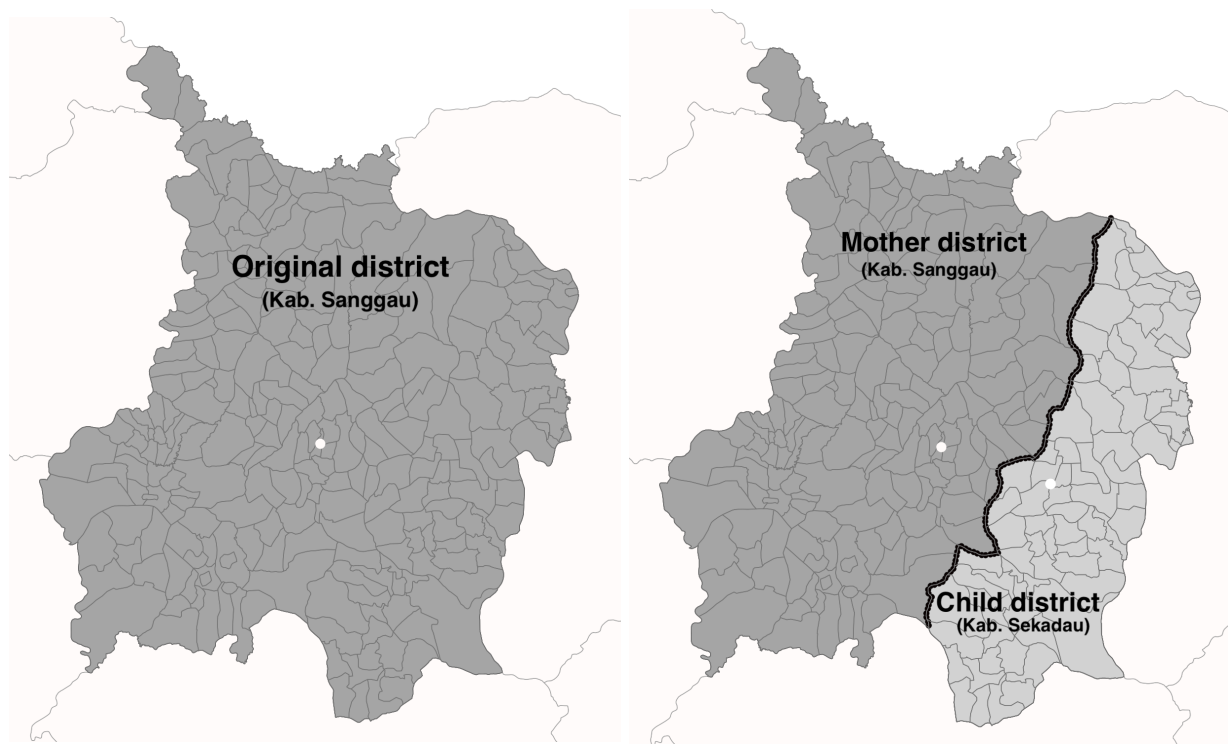 Original district
(Kab. Sanggau)
Mother district
(Kab. Sanggau)
Child district
(Kab. Sekadau)